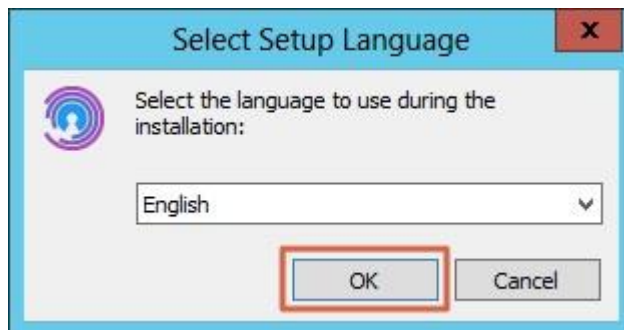 Select Setup Language
x
Select the language to use during the
installation:
English
OK
Cancel